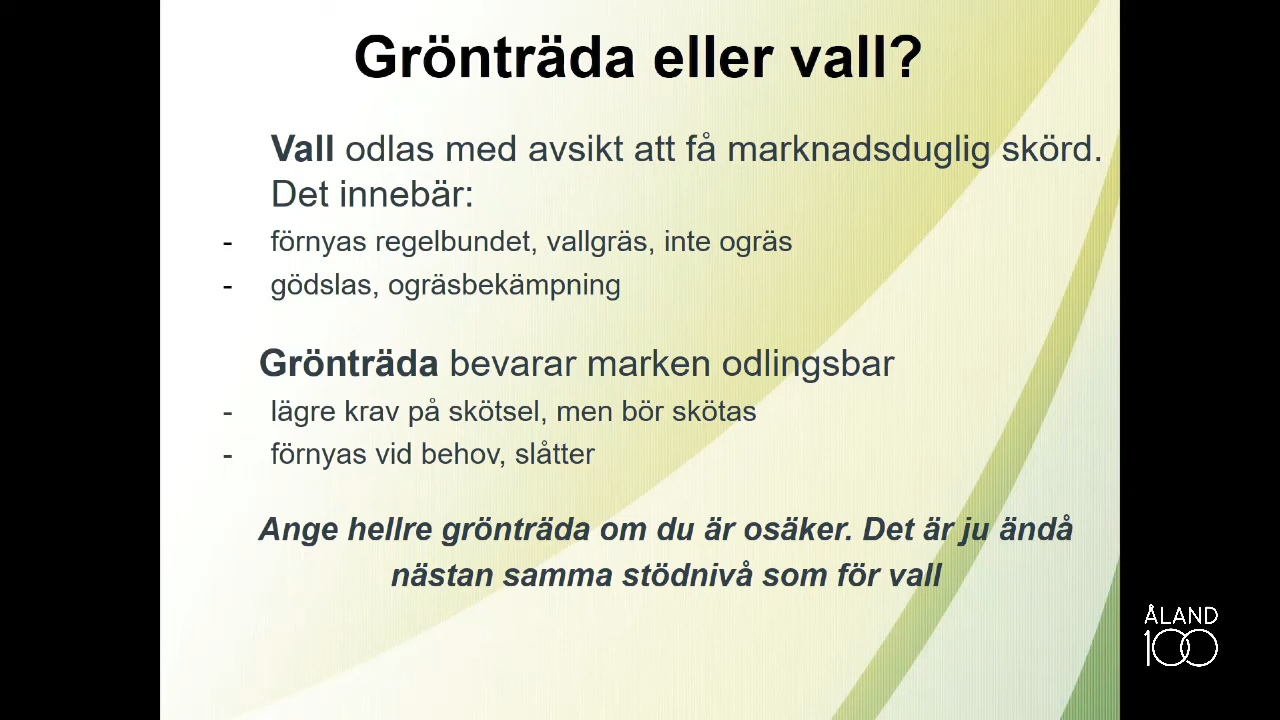 Grönträda eller vall?
Vall odlas med avsikt att få marknadsduglig skörd.
Det innebär:
- förnyas regelbundet, vallgräs, inte ogräs
- gödslas, ogräsbekämpning
Grönträda bevarar marken odlingsbar
- lägre krav på skötsel, men bör skötas
- förnyas vid behov, slåtter
Ange hellre grönträda om du är osäker. Det är ju ändå
nästan samma stödnivå som för vall
ÅLAND
100